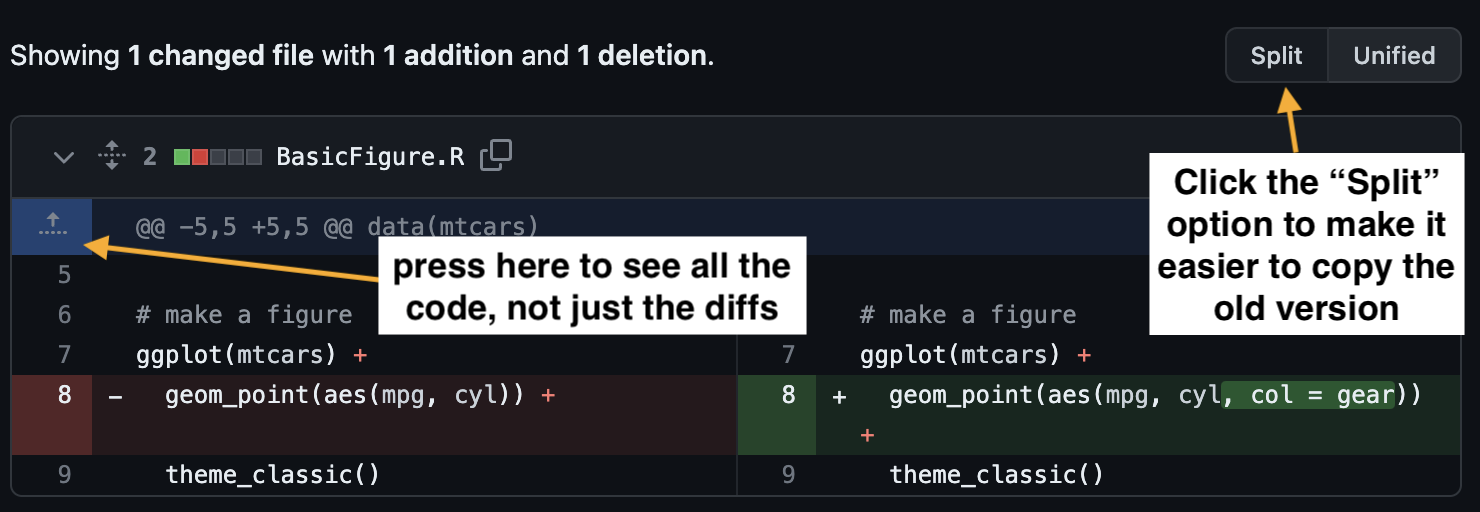 Showing 1 changed file with 1 addition and 1 deletion.
Split Unified
2 BasicFigure.R
@@ -5,5 +5,5 @@ data(mtcars)
press here to see all the
code, not just the diffs
Click the “Split”
option to make it
easier to copy the
old version
5
6 # make a figure
# make a figure
7 ggplot(mtcars) +
7 ggplot(mtcars) +
8 - geom_point(aes(mpg, cyl)) +
8 + geom_point(aes(mpg, cyl, col = gear))
+
9 theme_classic()
9 theme_classic()